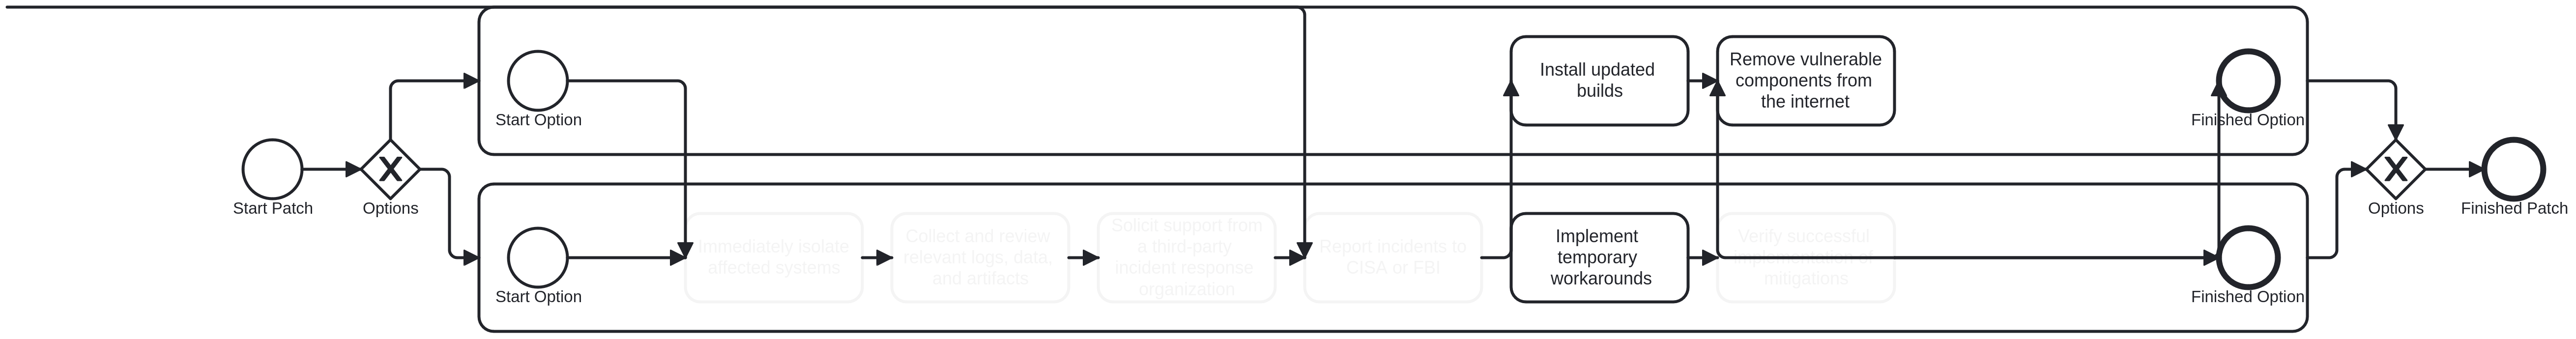 Install updated
builds
Remove vulnerable
components from
the internet
Start Option
Finished Option
Start Patch
X
Options
Immediately isolate
affected systems
Collect and review
relevant logs, data,
and artifacts
Solicit support from
a third-party
incident response
organization
Report incidents to
CISA or FBI
Implement
temporary
workarounds
Verify successful
implementation of
mitigations
Start Option
Finished Option
X
Options
Finished Patch